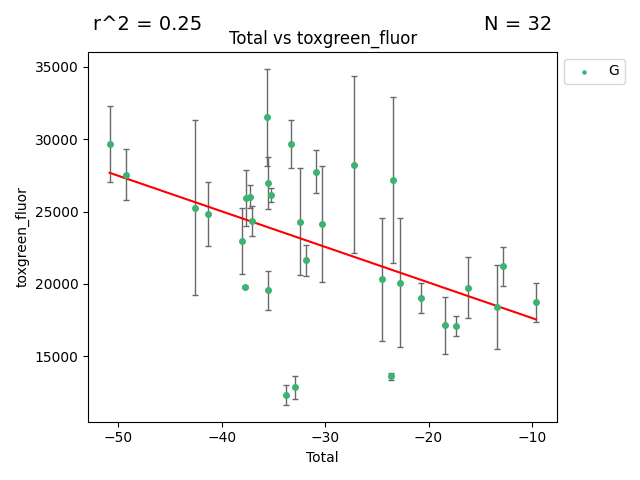 r^2 = 0.25
N = 32
Total vs toxgreen_fluor
G
35000
30000
25000
20000
15000
toxgreen_fluor
−50
−40
−30
−20
−10
Total